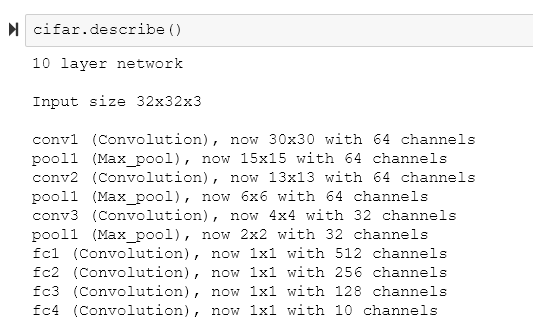 cifar.describe()
10 layer network
Input size 32x32x3
conv1 (Convolution), now 30x30 with 64 channels
pool1 (Max_pool), now 15x15 with 64 channels
conv2 (Convolution), now 13x13 with 64 channels
pool1 (Max_pool), now 6x6 with 64 channels
conv3 (Convolution), now 4x4 with 32 channels
pool1 (Max_pool), now 2x2 with 32 channels
fc1 (Convolution), now 1x1 with 512 channels
fc2 (Convolution), now 1x1 with 256 channels
fc3 (Convolution), now 1x1 with 128 channels
fc4 (Convolution), now 1x1 with 10 channels